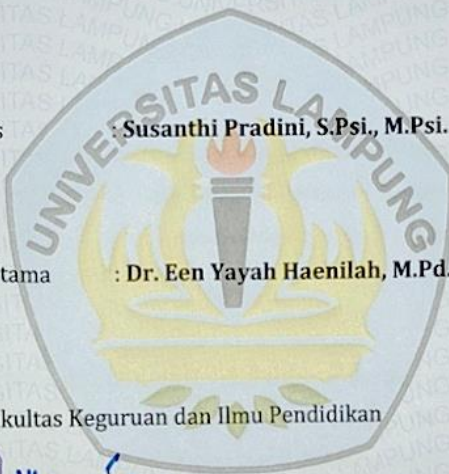 UNIVERSITAS LAMPUNG
s : Susanthi Pradini, S.Psi., M.Psi.
tama : Dr. Een Yayah Haenilah, M.Pd.
kultas Keguruan dan Ilmu Pendidikan